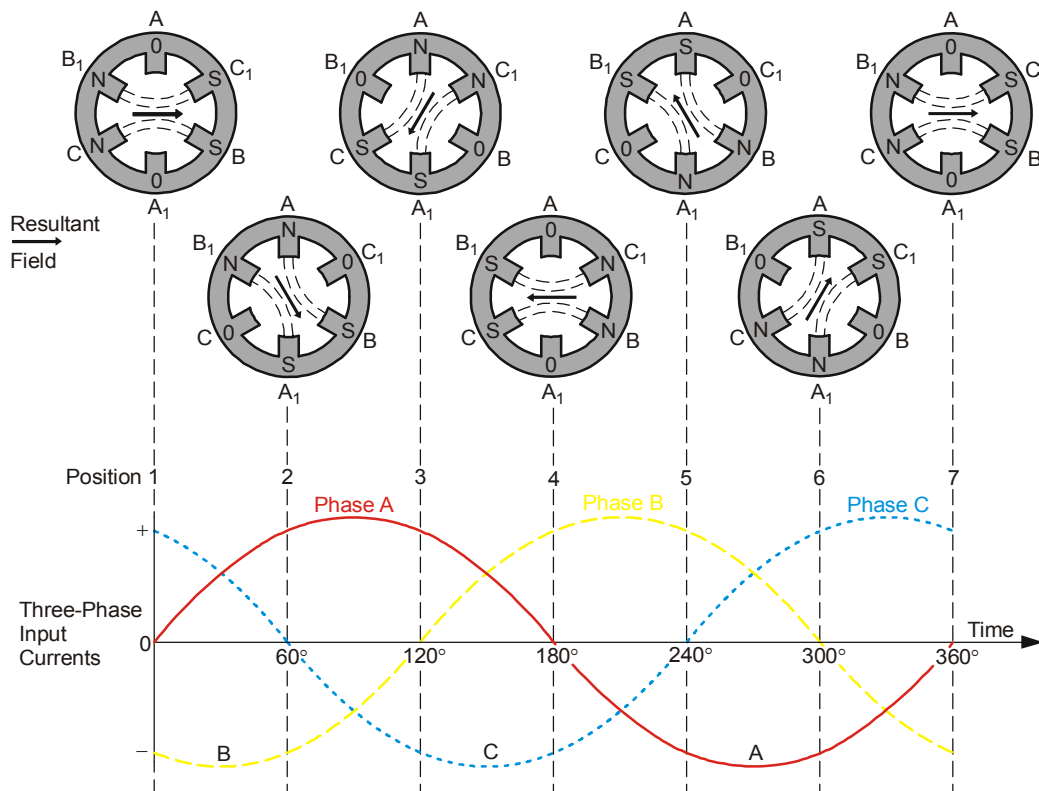 A A A A
B₁ 0 C₁ B₁ N C₁ B₁ S C₁ B₁ 0 C₁
N S 0 N S 0 N S
C N S B C S 0 B C 0 N B C N S B
0 S N 0
A₁ A₁ A₁ A₁
Resultant
Field
A A A
B₁ N C₁ B₁ 0 C₁ B₁ S C₁
N 0 S N 0 S
C 0 S B C S N B C N 0 B
S 0 N
A₁ A₁ A₁
Position 1 2 3 4 5 6 7
Phase A Phase B Phase C
+
Three-Phase
Input
Currents
0 60° 120° 180° 240° 300° 360°
Time
– B C A